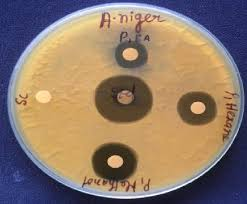 A.niger
P, EA
SC
Y, Hexane
P, Methanol